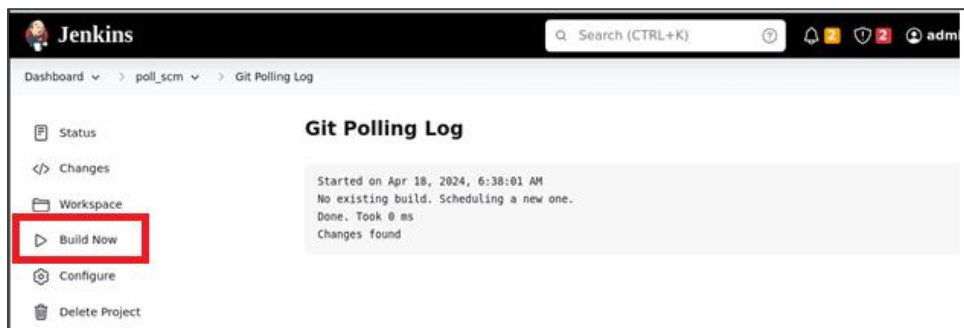 Jenkins
Search (CTRL+K)
2
2
admi
Dashboard > poll_scm > Git Polling Log
Status
Changes
Workspace
Build Now
Configure
Delete Project
Git Polling Log
Started on Apr 18, 2024, 6:38:01 AM
No existing build. Scheduling a new one.
Done. Took 0 ms
Changes found